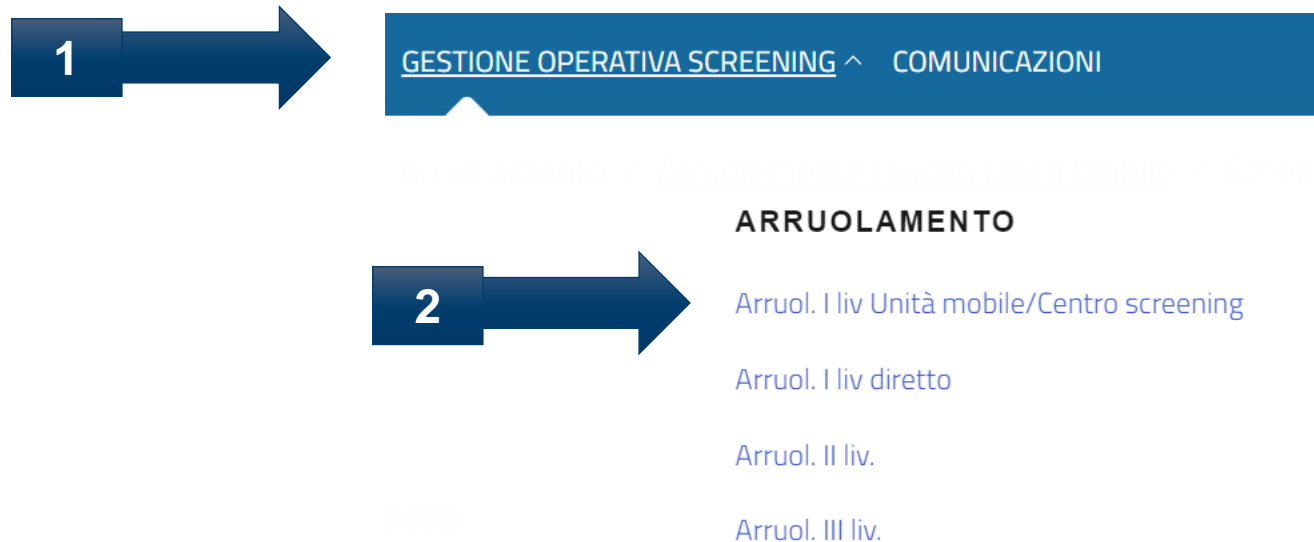 1
GESTIONE OPERATIVA SCREENING COMUNICAZIONI
ARRUOLAMENTO
2
Arruol. I liv Unità mobile/Centro screening
Arruol. I liv diretto
Arruol. II liv.
Arruol. III liv.